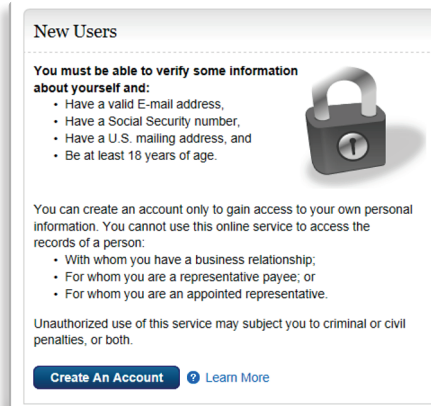 New Users
You must be able to verify some information
about yourself and:
• Have a valid E-mail address,
• Have a Social Security number,
• Have a U.S. mailing address, and
• Be at least 18 years of age.
You can create an account only to gain access to your own personal
information. You cannot use this online service to access the
records of a person:
• With whom you have a business relationship;
• For whom you are a representative payee; or
• For whom you are an appointed representative.
Unauthorized use of this service may subject you to criminal or civil
penalties, or both.
Create An Account ? Learn More